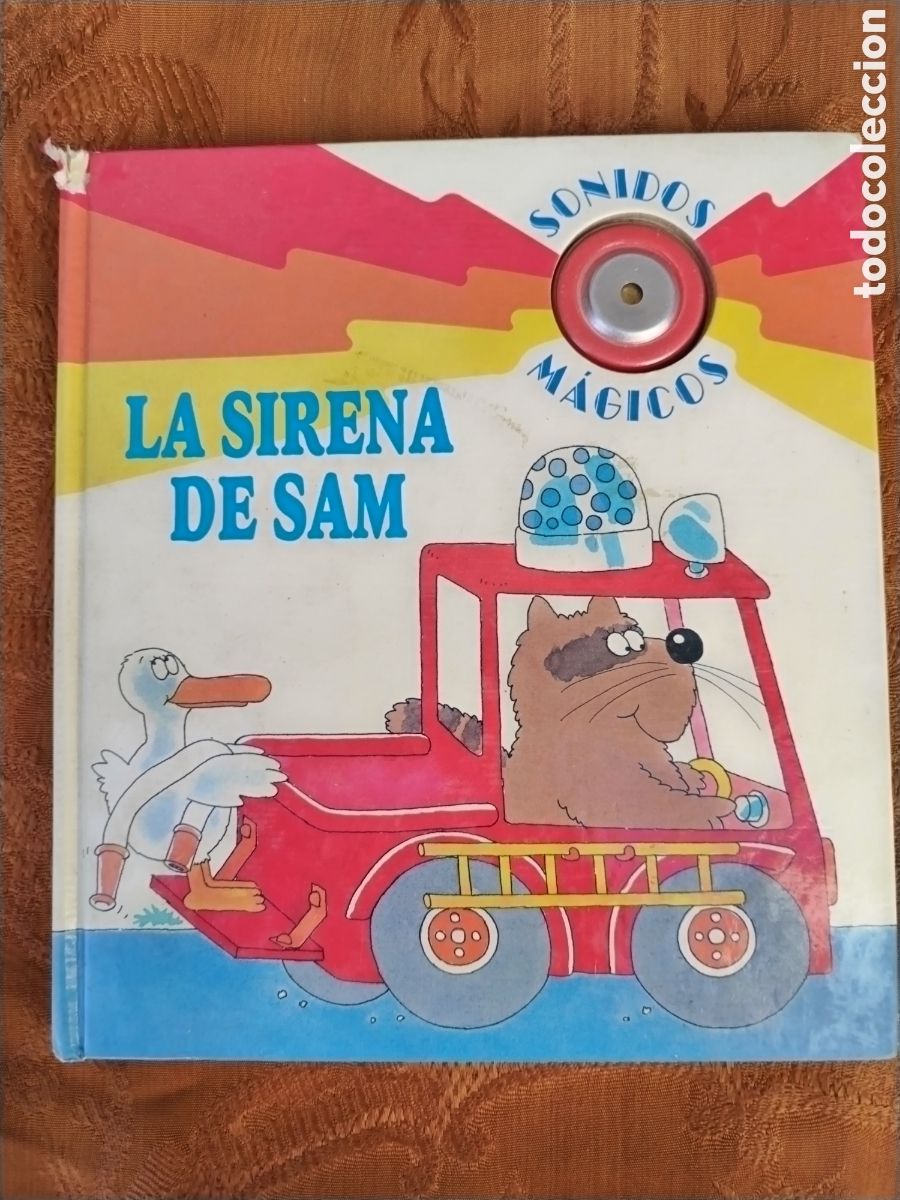 SONIDOS
MÁGICOS
LA SIRENA
DE SAM
todocoleccion